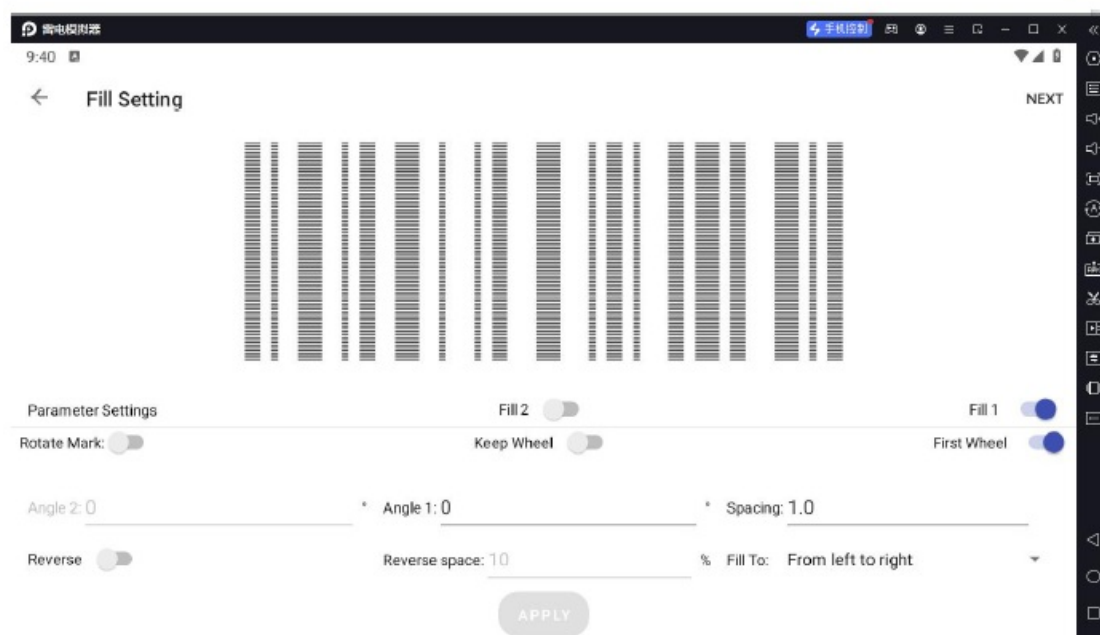 雷电模拟器 手机控制
9:40
Fill Setting NEXT
Parameter Settings Fill 2 Fill 1
Rotate Mark: Keep Wheel First Wheel
Angle 2: 0 ° Angle 1: 0 ° Spacing: 1.0
Reverse Reverse space: 10 % Fill To: From left to right
APPLY